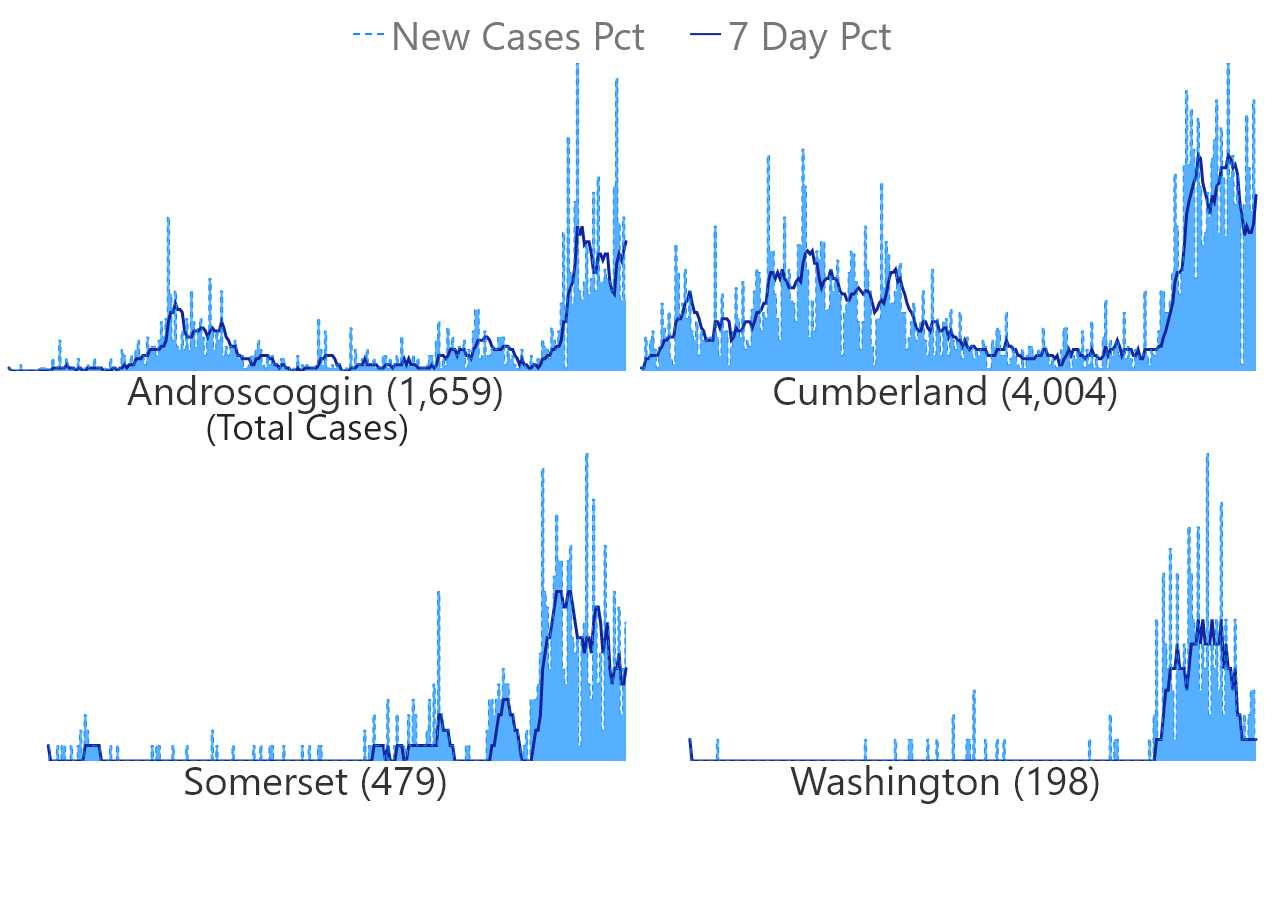 New Cases Pct 7 Day Pct
Androscoggin (1,659) Cumberland (4,004)
(Total Cases)
Somerset (479) Washington (198)